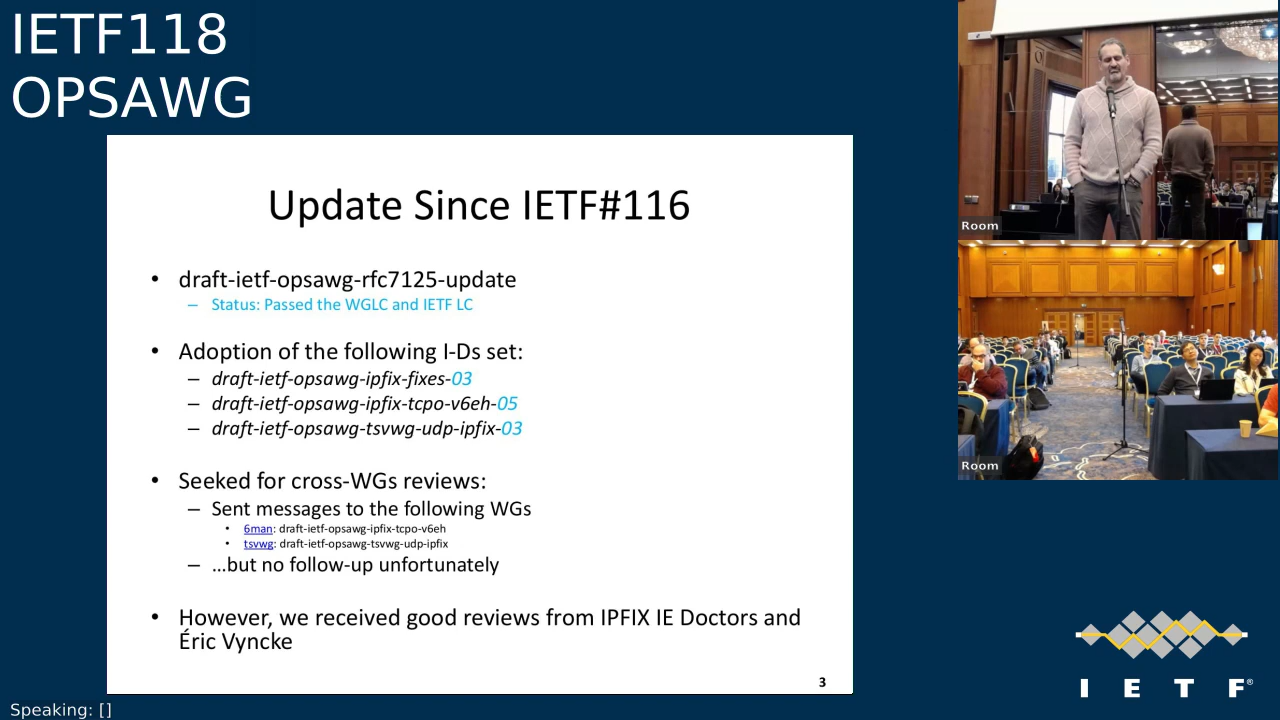 IETF118
OPSAWG
Update Since IETF#116
• draft-ietf-opsawg-rfc7125-update
– Status: Passed the WGLC and IETF LC
• Adoption of the following I-Ds set:
– draft-ietf-opsawg-ipfix-fixes-03
– draft-ietf-opsawg-ipfix-tcpo-v6eh-05
– draft-ietf-opsawg-tsvwg-udp-ipfix-03
• Seeked for cross-WGs reviews:
– Sent messages to the following WGs
• 6man: draft-ietf-opsawg-ipfix-tcpo-v6eh
• tsvwg: draft-ietf-opsawg-tsvwg-udp-ipfix
– …but no follow-up unfortunately
• However, we received good reviews from IPFIX IE Doctors and
Éric Vyncke
3
Room
Room
I E T F®
Speaking: []